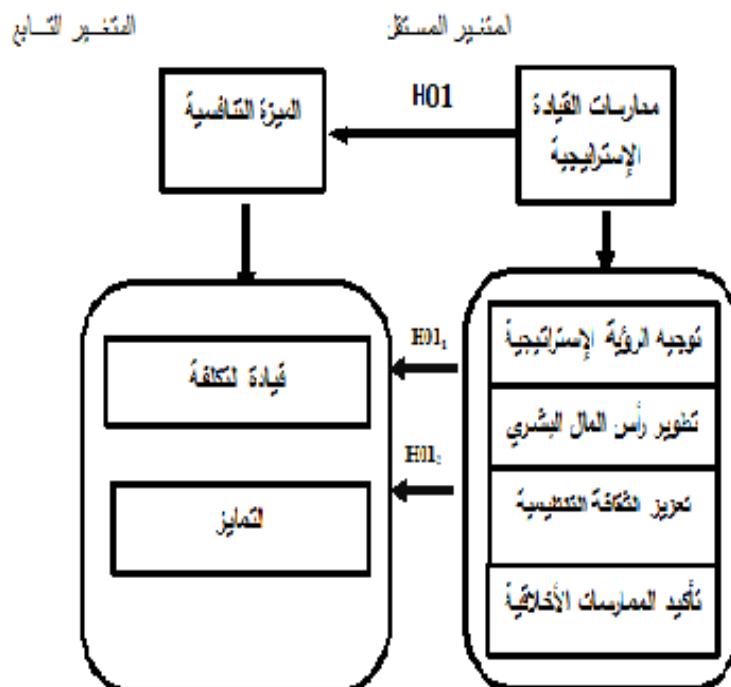 المتغير المستقل
المتغير التابع
ممارسات القيادة
الإستراتيجية
H01
الميزة التنافسية
توجيه الرؤية الإستراتيجية
تطوير رأس المال البشري
تعزيز الثقافة التنظيمية
تأكيد الممارسات الأخلاقية
H01₁
H01₂
قيادة التكلفة
التمايز